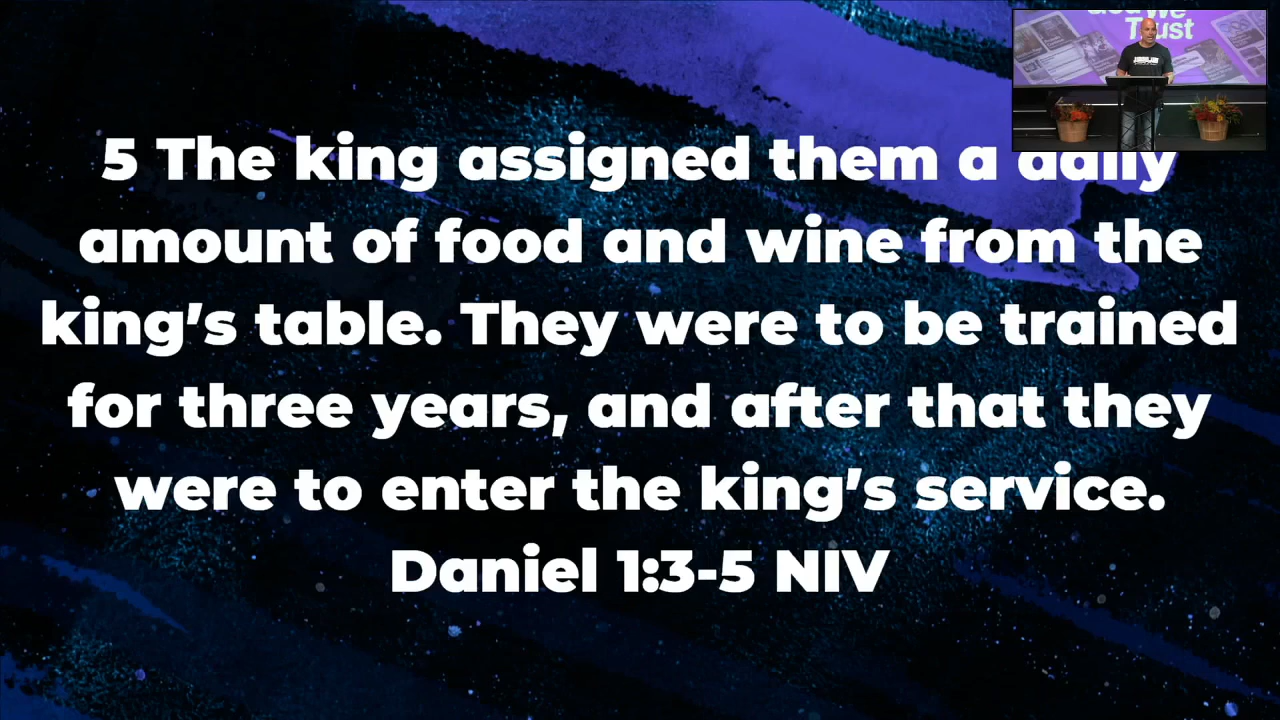 Trust
5 The king assigned them a daily
amount of food and wine from the
king's table. They were to be trained
for three years, and after that they
were to enter the king's service.
Daniel 1:3-5 NIV